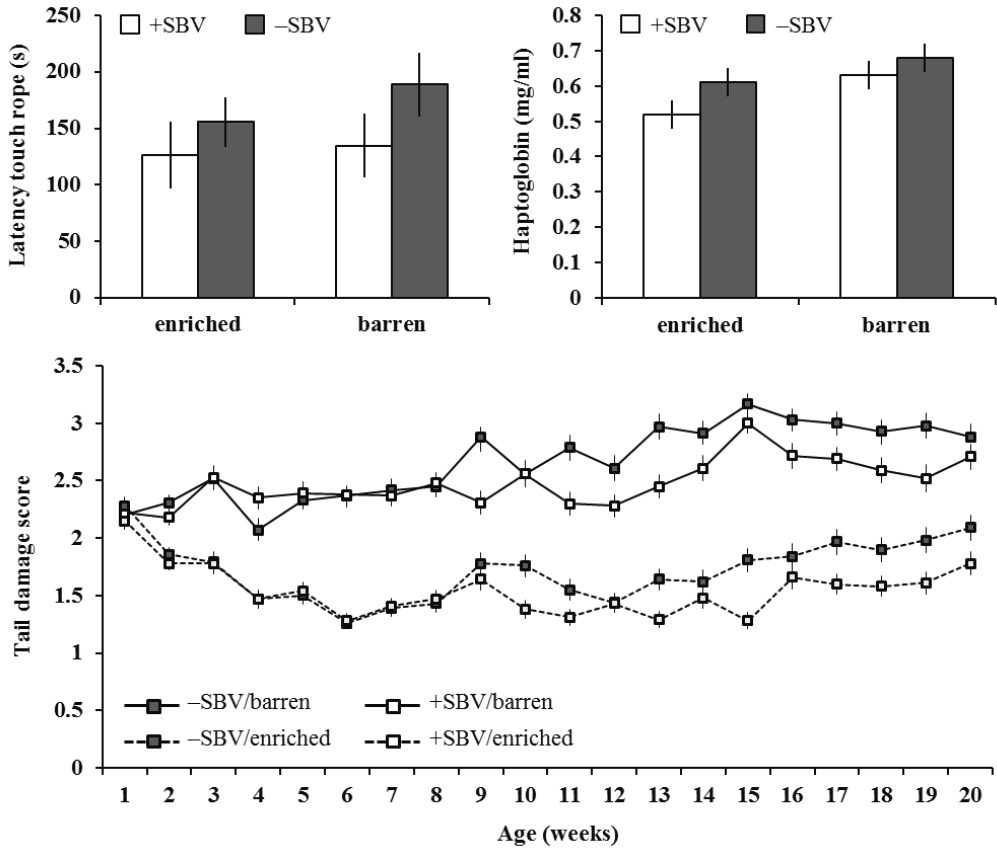 +SBV –SBV
250
200
150
100
50
0
Latency touch rope (s)
enriched barren
+SBV –SBV
0.8
0.7
0.6
0.5
0.4
0.3
0.2
0.1
0
Haptoglobin (mg/ml)
enriched barren
3.5
3
2.5
2
1.5
1
0.5
0
Tail damage score
–SBV/barren +SBV/barren
–SBV/enriched +SBV/enriched
1 2 3 4 5 6 7 8 9 10 11 12 13 14 15 16 17 18 19 20
Age (weeks)